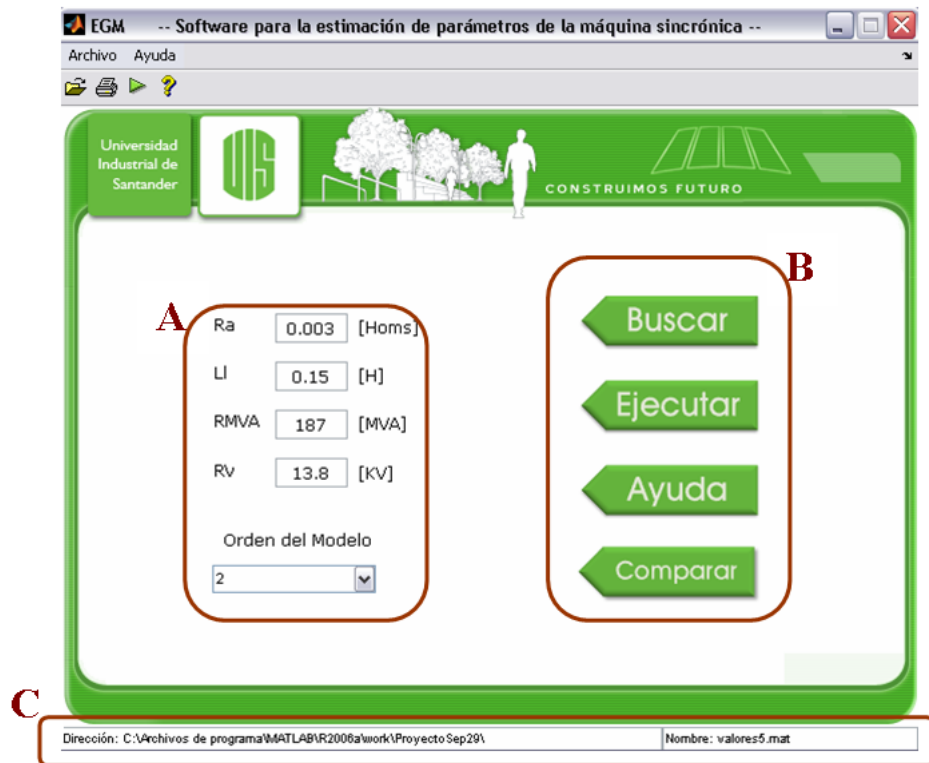 EGM -- Software para la estimación de parámetros de la máquina sincrónica --
Archivo Ayuda
Universidad
Industrial de
Santander
UIS
CONSTRUIMOS FUTURO
A
Ra 0.003 [Homs]
Ll 0.15 [H]
RMVA 187 [MVA]
RV 13.8 [KV]
Orden del Modelo
2
B
Buscar
Ejecutar
Ayuda
Comparar
C
Dirección: C:\Archivos de programa\MATLAB\R2006a\work\ProyectoSep29\ Nombre: valores5.mat